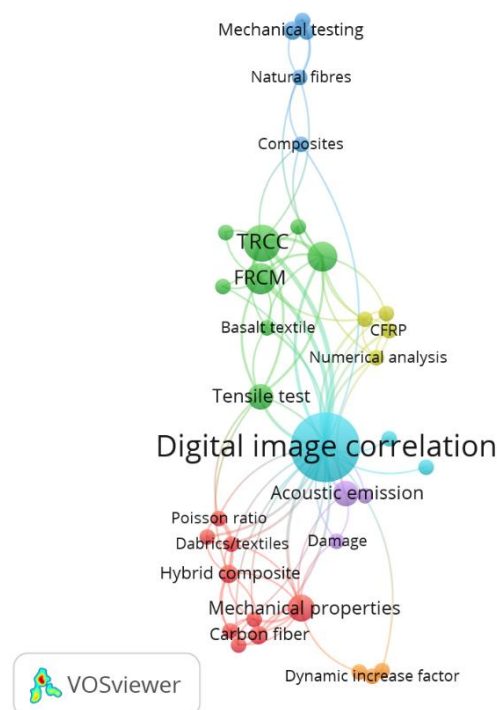 Mechanical testing
Natural fibres
Composites
TRCC
FRCM
Basalt textile
CFRP
Numerical analysis
Tensile test
Digital image correlation
Acoustic emission
Poisson ratio
Dabrics/textiles
Damage
Hybrid composite
Mechanical properties
Carbon fiber
Dynamic increase factor
VOSviewer